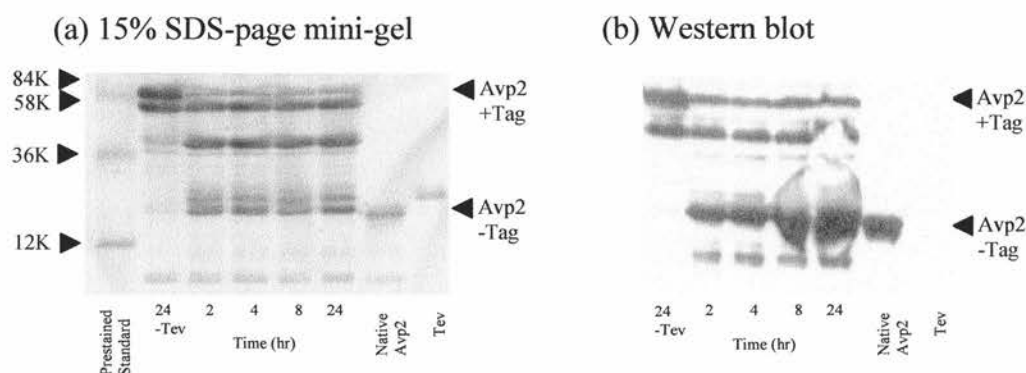 (a) 15% SDS-page mini-gel
84K
58K
36K
12K
Avp2
+Tag
Avp2
-Tag
24
-Tev
2
4
8
24
Time (hr)
Prestained
Standard
Native
Avp2
Tev
(b) Western blot
Avp2
+Tag
Avp2
-Tag
24
-Tev
2
4
8
24
Time (hr)
Native
Avp2
Tev